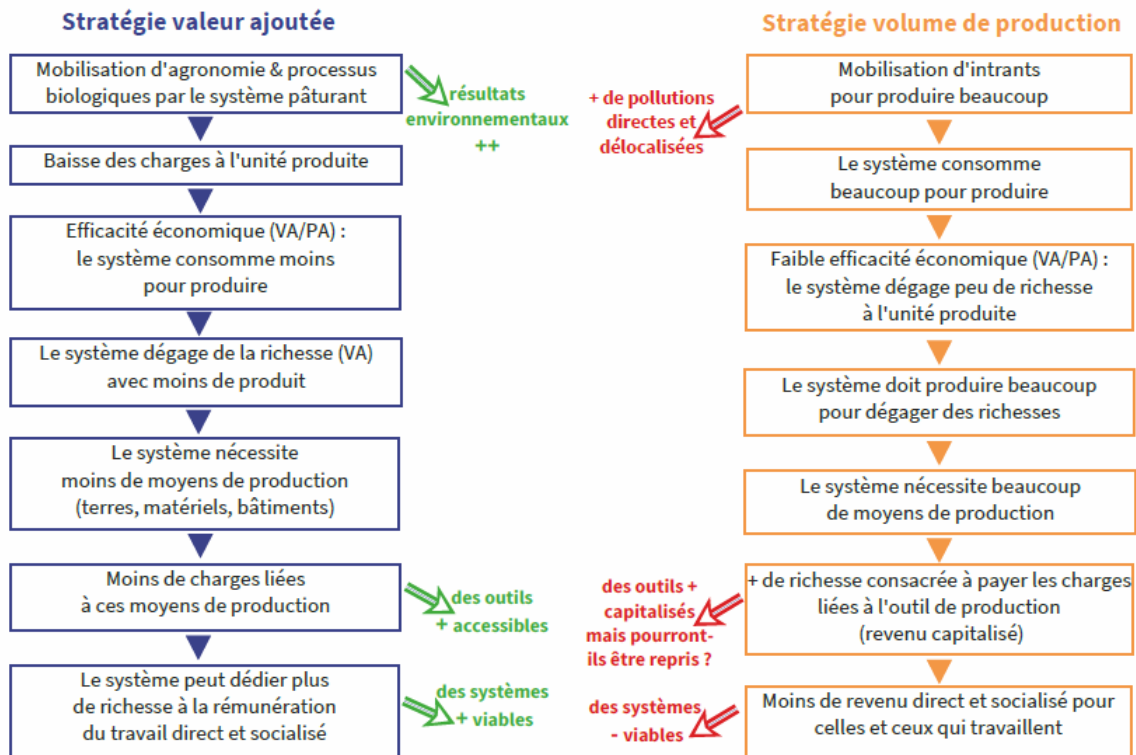 Stratégie valeur ajoutée
Mobilisation d'agronomie & processus
biologiques par le système pâturant
résultats
environnementaux
++
Baisse des charges à l'unité produite
Efficacité économique (VA/PA) :
le système consomme moins
pour produire
Le système dégage de la richesse (VA)
avec moins de produit
Le système nécessite
moins de moyens de production
(terres, matériels, bâtiments)
Moins de charges liées
à ces moyens de production
des outils
+ accessibles
Le système peut dédier plus
de richesse à la rémunération
du travail direct et socialisé
des systèmes
+ viables
Stratégie volume de production
Mobilisation d'intrants
pour produire beaucoup
+ de pollutions
directes et
délocalisées
Le système consomme
beaucoup pour produire
Faible efficacité économique (VA/PA) :
le système dégage peu de richesse
à l'unité produite
Le système doit produire beaucoup
pour dégager des richesses
Le système nécessite beaucoup
de moyens de production
+ de richesse consacrée à payer les charges
liées à l'outil de production
(revenu capitalisé)
des outils +
capitalisés
mais pourront-
ils être repris ?
Moins de revenu direct et socialisé pour
celles et ceux qui travaillent
des systèmes
- viables